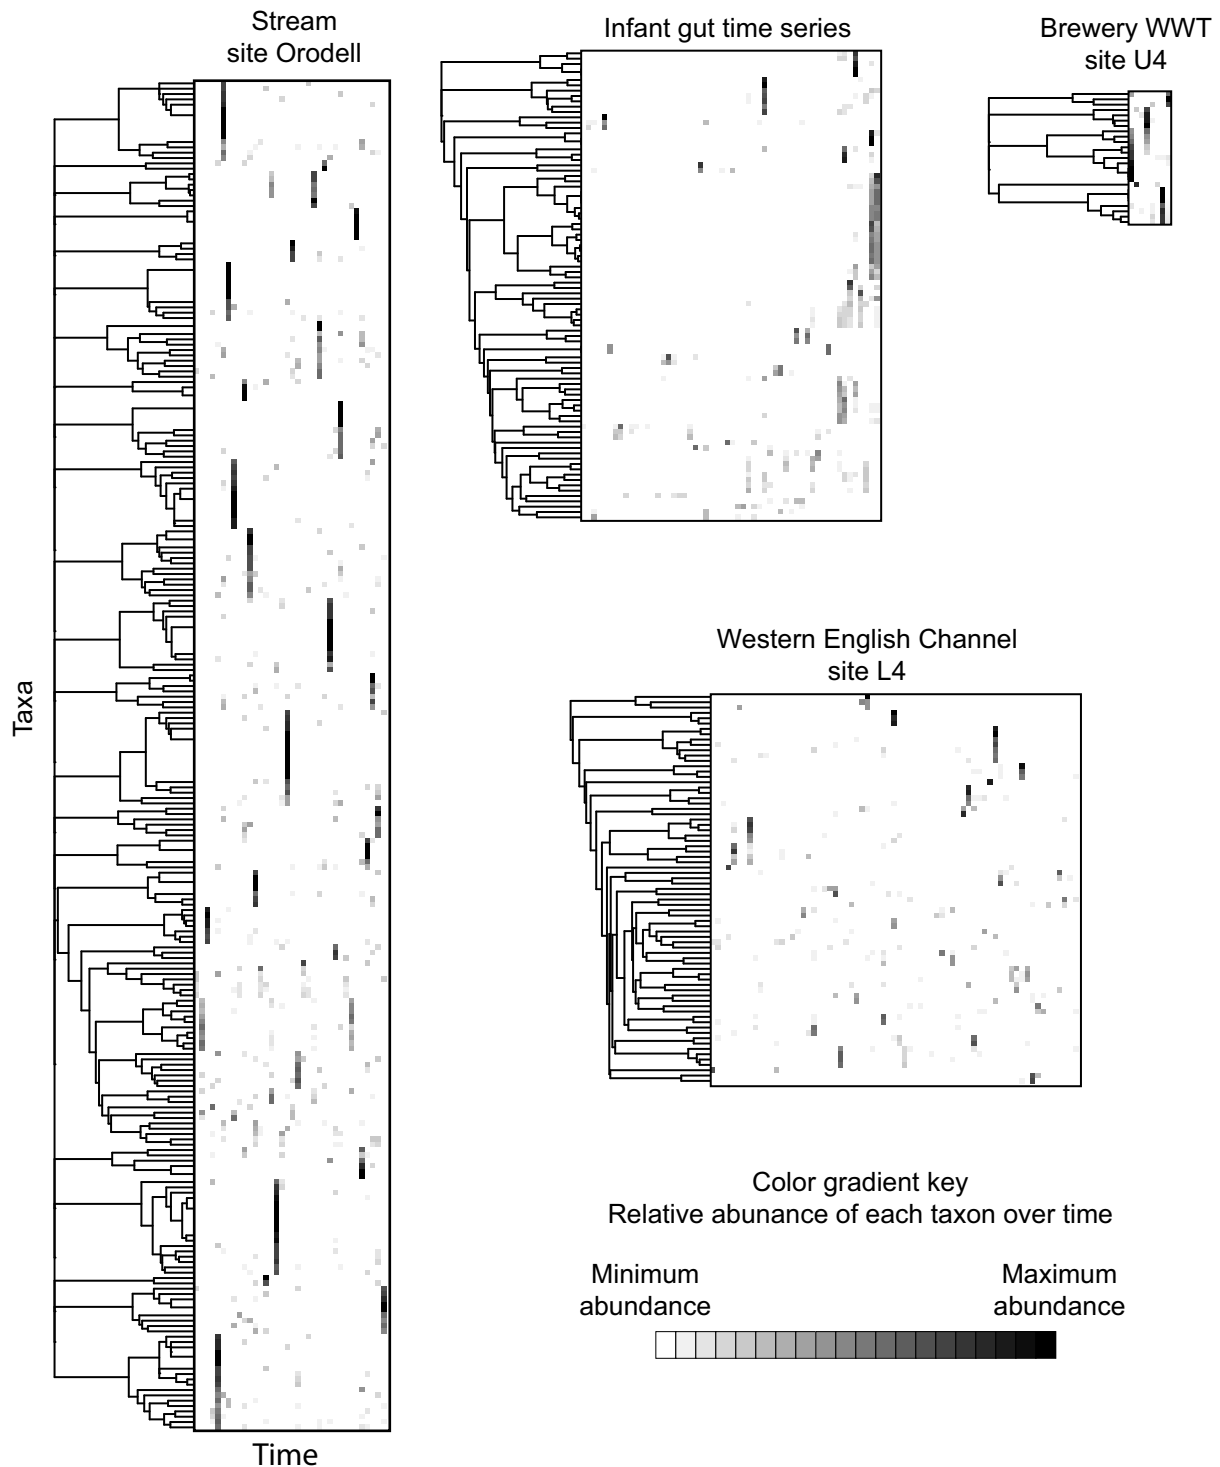 Stream
site Orodell
Infant gut time series
Brewery WWT
site U4
Taxa
Western English Channel
site L4
Color gradient key
Relative abunance of each taxon over time
Minimum
abundance
Maximum
abundance
Time